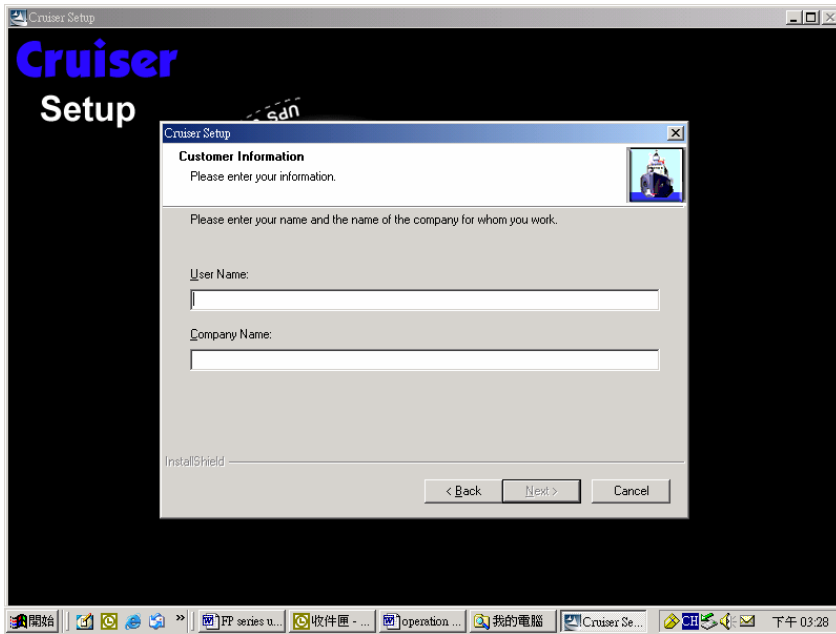 Cruiser Setup
Cruiser
Setup
UPS
Cruiser Setup
Customer Information
Please enter your information.
Please enter your name and the name of the company for whom you work.
User Name:
Company Name:
InstallShield
< Back
Next >
Cancel
開始
»
FP series u...
收件匣 - ...
operation ...
我的電腦
Cruiser Se...
CH
下午 03:28